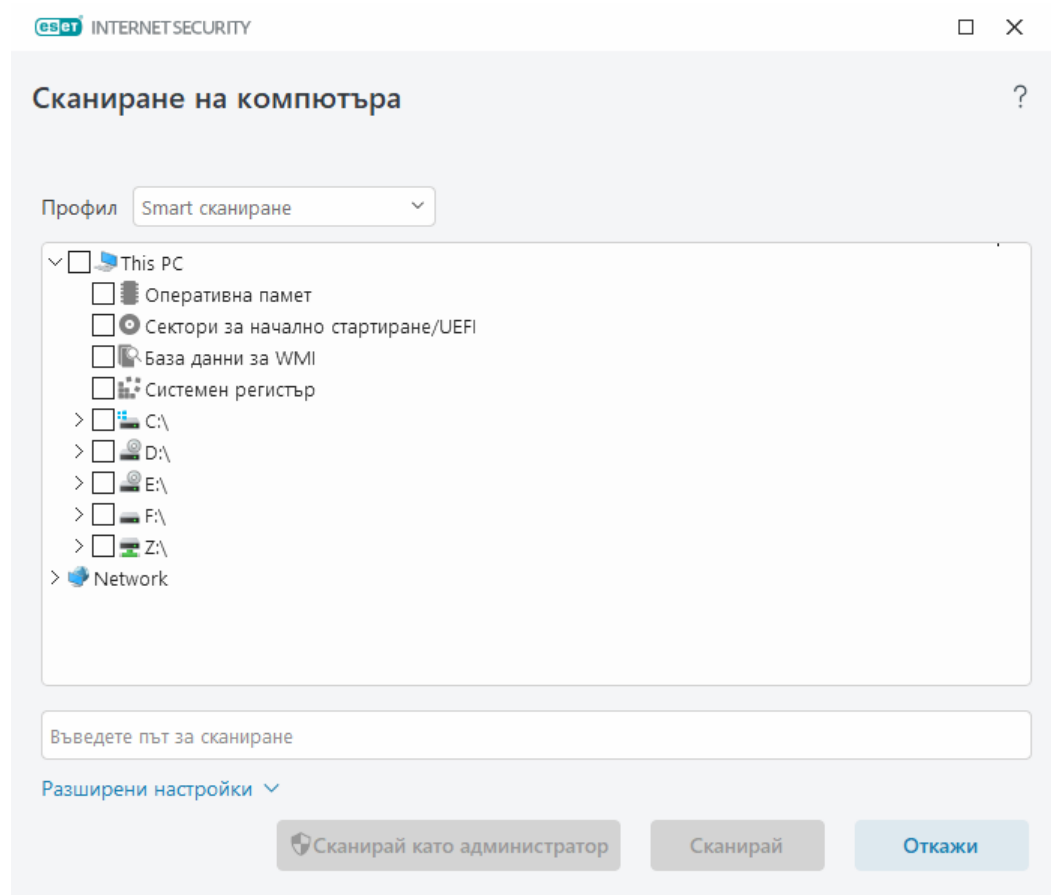 eset INTERNET SECURITY
Сканиране на компютъра
?
Профил Smart сканиране
This PC
Оперативна памет
Сектори за начално стартиране/UEFI
База данни за WMI
Системен регистър
C:\
D:\
E:\
F:\
Z:\
Network
Въведете път за сканиране
Разширени настройки
Сканирай като администратор Сканирай Откажи